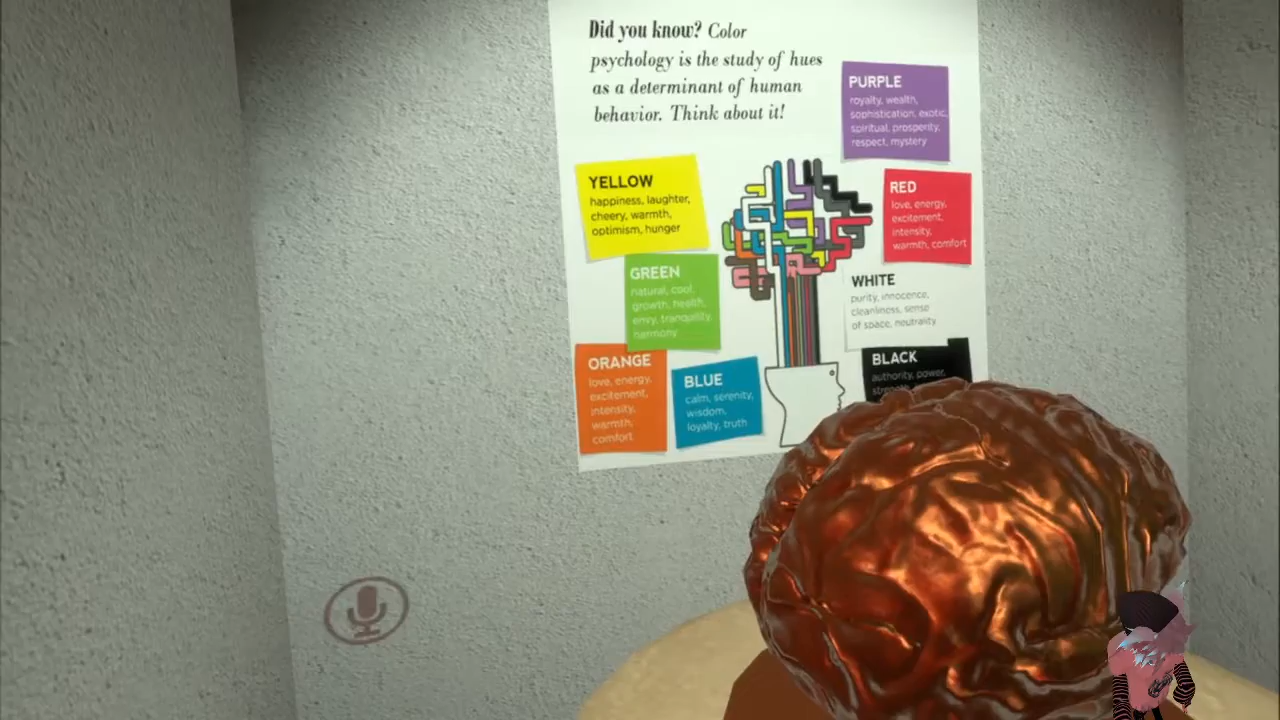 Did you know? Color
psychology is the study of hues
as a determinant of human
behavior. Think about it!
PURPLE
royalty, wealth,
sophistication, exotic,
spiritual, prosperity,
respect, mystery
YELLOW
happiness, laughter,
cheery, warmth,
optimism, hunger
RED
love, energy,
excitement,
intensity,
warmth, comfort
GREEN
natural, cool,
growth, health,
envy, tranquility,
harmony
WHITE
purity, innocence,
cleanliness, sense
of space, neutrality
ORANGE
love, energy,
excitement,
intensity,
warmth,
comfort
BLUE
calm, serenity,
wisdom,
loyalty, truth
BLACK
authority, power,